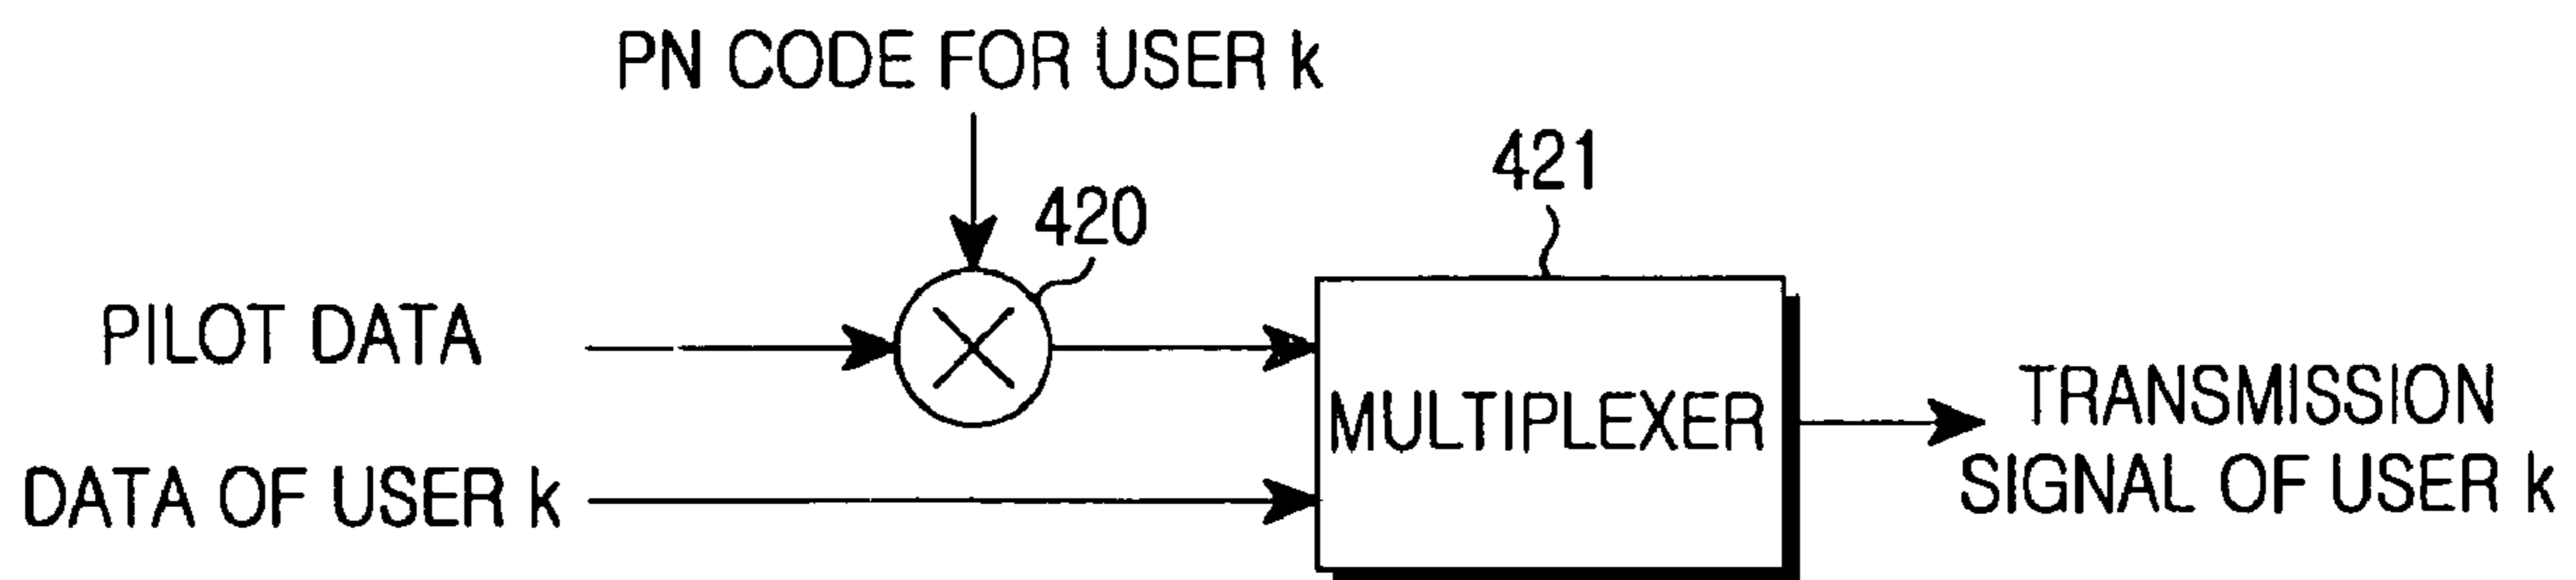 PN CODE FOR USER k
421
420
PILOT DATA
MULTIPLEXER
TRANSMISSION
SIGNAL OF USER k
DATA OF USER k